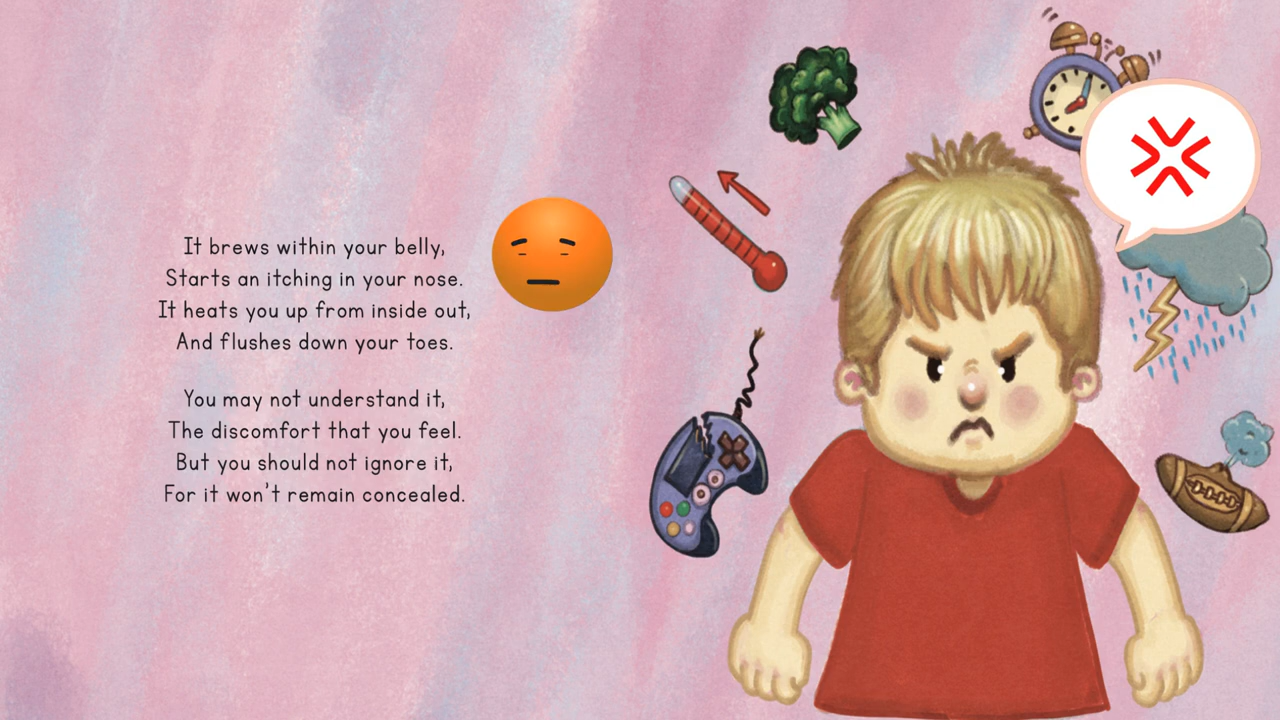 It brews within your belly,
Starts an itching in your nose.
It heats you up from inside out,
And flushes down your toes.
You may not understand it,
The discomfort that you feel.
But you should not ignore it,
For it won't remain concealed.